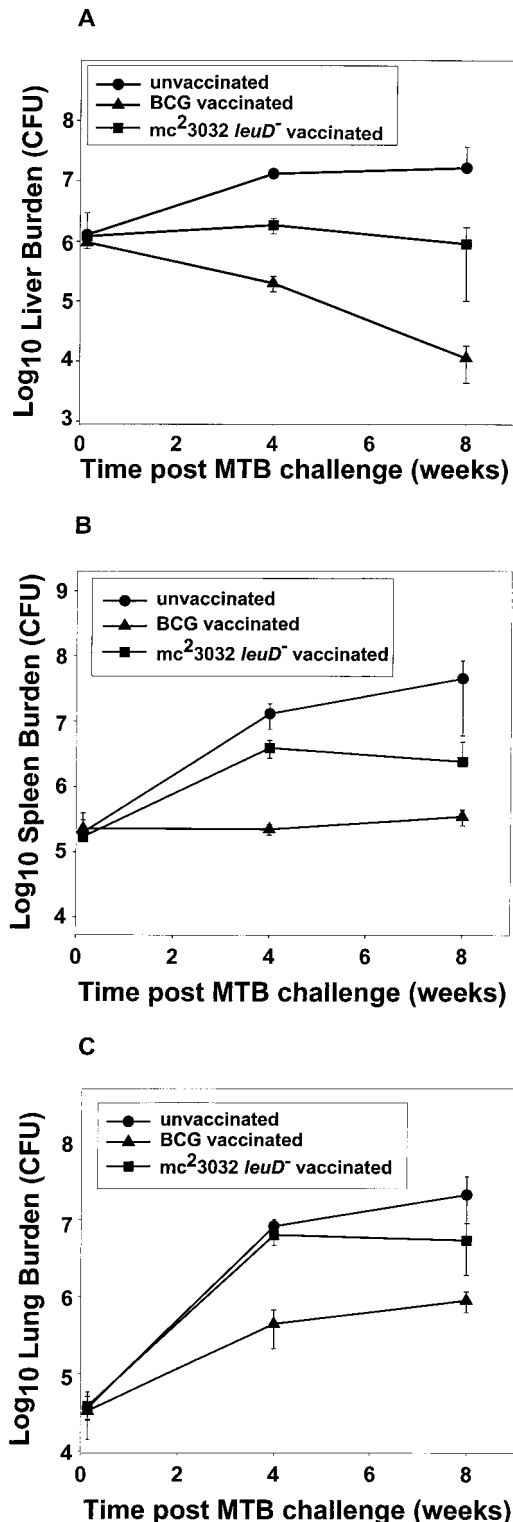 A
unvaccinated
BCG vaccinated
mc²3032 leuD⁻ vaccinated
Log10 Liver Burden (CFU)
8
7
6
5
4
3
0 2 4 6 8
Time post MTB challenge (weeks)
B
unvaccinated
BCG vaccinated
mc²3032 leuD⁻ vaccinated
Log10 Spleen Burden (CFU)
9
8
7
6
5
4
0 2 4 6 8
Time post MTB challenge (weeks)
C
unvaccinated
BCG vaccinated
mc²3032 leuD⁻ vaccinated
Log10 Lung Burden (CFU)
8
7
6
5
4
0 2 4 6 8
Time post MTB challenge (weeks)